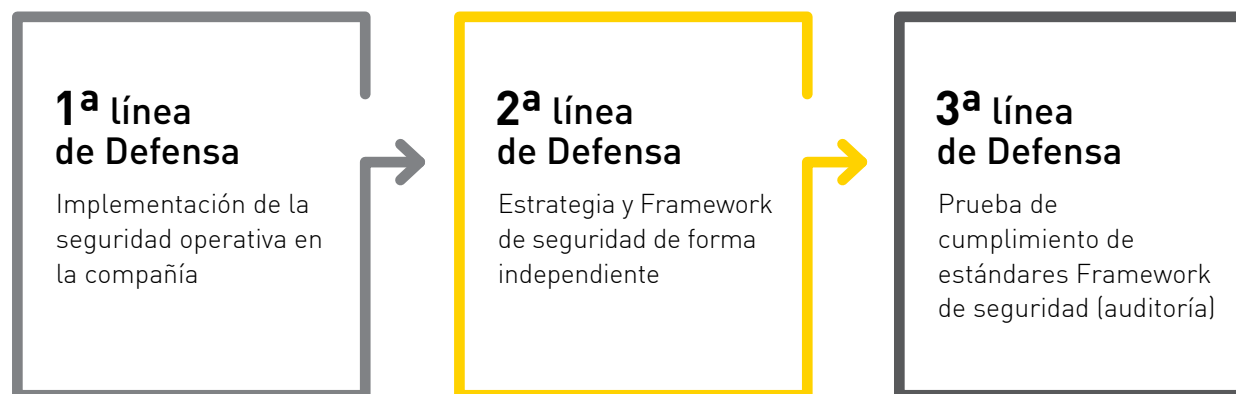 1ª línea
de Defensa
Implementación de la
seguridad operativa en
la compañía
2ª línea
de Defensa
Estrategia y Framework
de seguridad de forma
independiente
3ª línea
de Defensa
Prueba de
cumplimiento de
estándares Framework
de seguridad (auditoría)